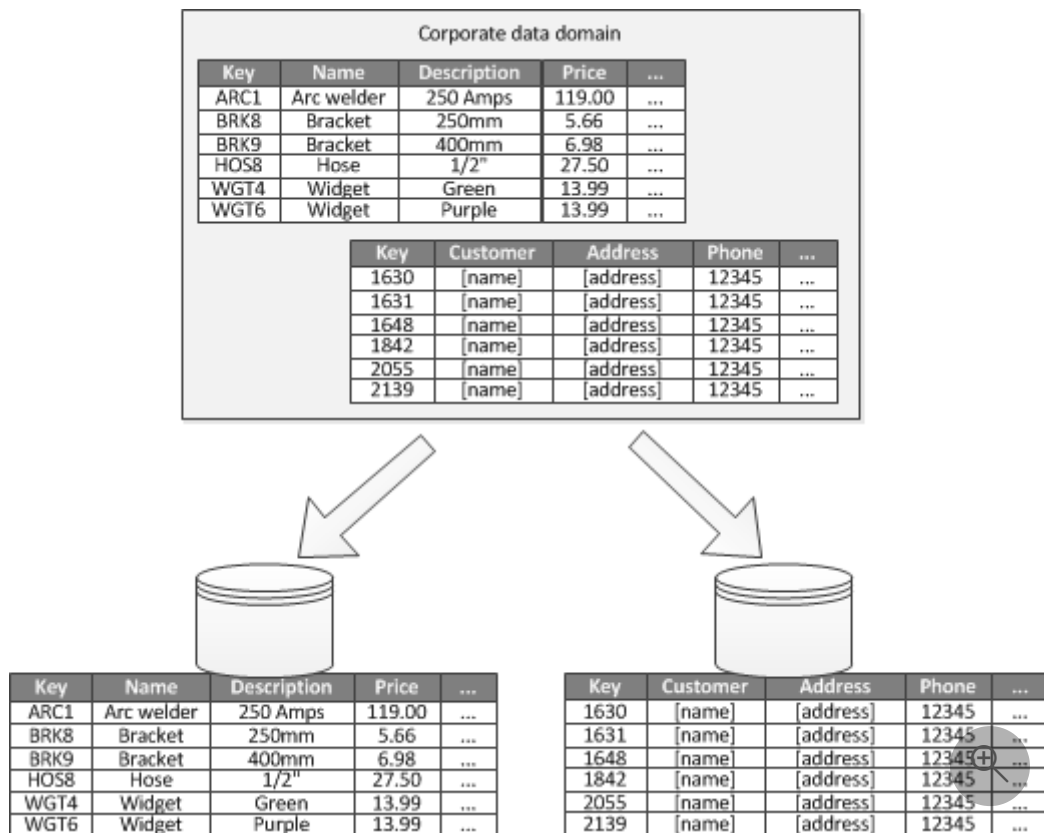 Corporate data domain
Key Name Description Price ...
ARC1 Arc welder 250 Amps 119.00 ...
BRK8 Bracket 250mm 5.66 ...
BRK9 Bracket 400mm 6.98 ...
HOS8 Hose 1/2" 27.50 ...
WGT4 Widget Green 13.99 ...
WGT6 Widget Purple 13.99 ...
Key Customer Address Phone ...
1630 [name] [address] 12345 ...
1631 [name] [address] 12345 ...
1648 [name] [address] 12345 ...
1842 [name] [address] 12345 ...
2055 [name] [address] 12345 ...
2139 [name] [address] 12345 ...
Key Name Description Price ...
ARC1 Arc welder 250 Amps 119.00 ...
BRK8 Bracket 250mm 5.66 ...
BRK9 Bracket 400mm 6.98 ...
HOS8 Hose 1/2" 27.50 ...
WGT4 Widget Green 13.99 ...
WGT6 Widget Purple 13.99 ...
Key Customer Address Phone ...
1630 [name] [address] 12345 ...
1631 [name] [address] 12345 ...
1648 [name] [address] 12345 ...
1842 [name] [address] 12345 ...
2055 [name] [address] 12345 ...
2139 [name] [address] 12345 ...